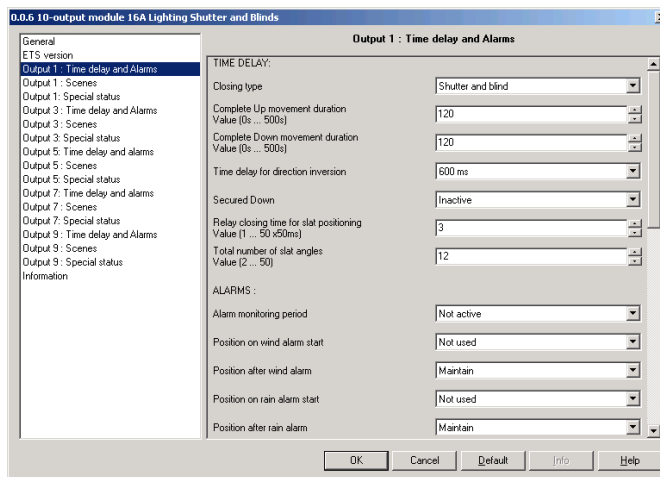 0.0.6 10-output module 16A Lighting Shutter and Blinds
General
ETS version
Output 1 : Time delay and Alarms
Output 1 : Scenes
Output 1: Special status
Output 3 : Time delay and Alarms
Output 3 : Scenes
Output 3: Special status
Output 5: Time delay and alarms
Output 5 : Scenes
Output 5: Special status
Output 7: Time delay and alarms
Output 7 : Scenes
Output 7: Special status
Output 9 : Time delay and Alarms
Output 9 : Scenes
Output 9 : Special status
Information
Output 1 : Time delay and Alarms
TIME DELAY:
Closing type
Shutter and blind
Complete Up movement duration
Value (0s ... 500s)
120
Complete Down movement duration
Value (0s ... 500s)
120
Time delay for direction inversion
600 ms
Secured Down
Inactive
Relay closing time for slat positioning
Value (1 ... 50 x50ms)
3
Total number of slat angles
Value (2 ... 50)
12
ALARMS :
Alarm monitoring period
Not active
Position on wind alarm start
Not used
Position after wind alarm
Maintain
Position on rain alarm start
Not used
Position after rain alarm
Maintain
OK
Cancel
Default
Info
Help